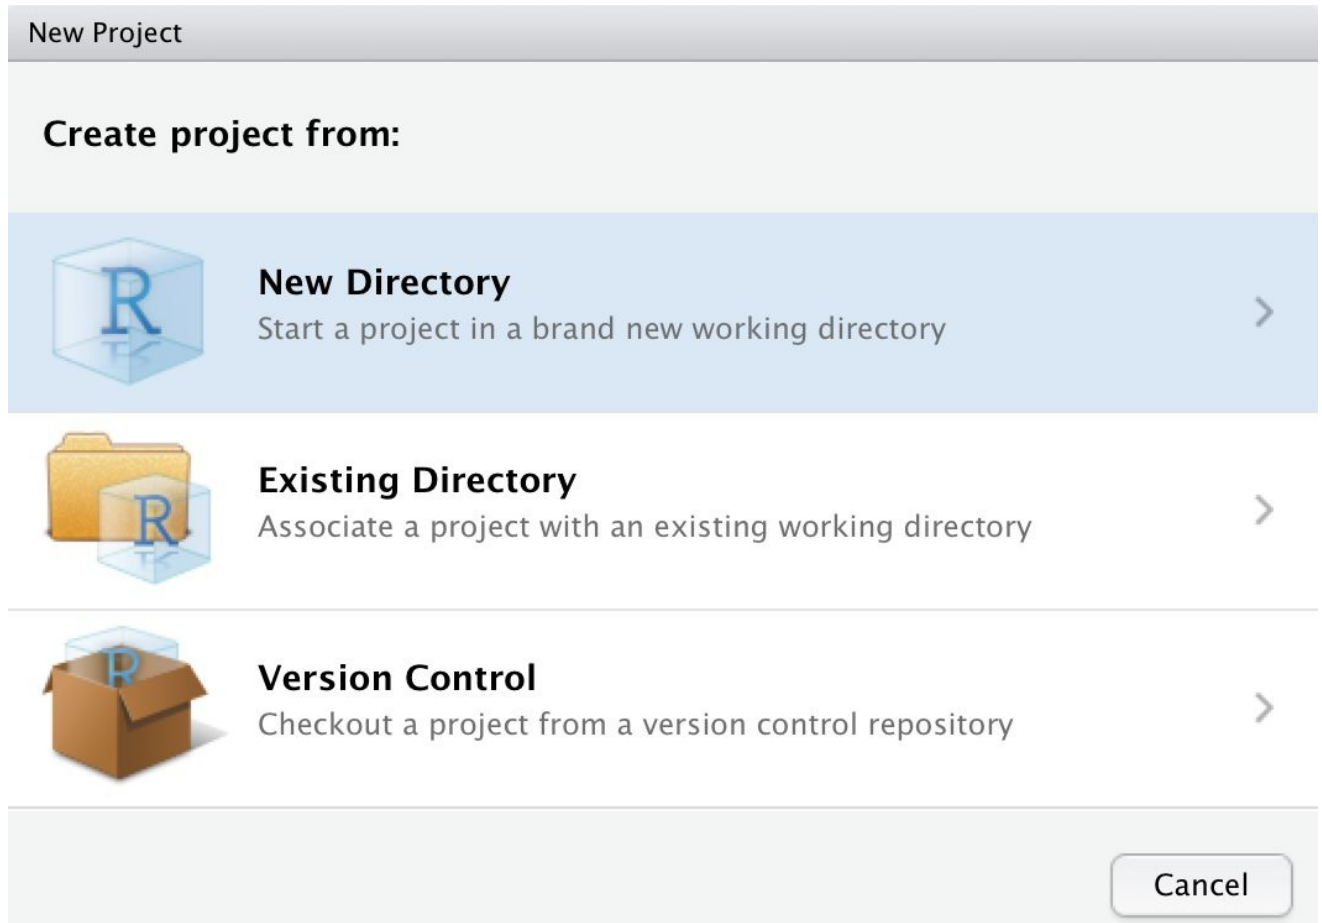 New Project
Create project from:
R
New Directory
Start a project in a brand new working directory
R
Existing Directory
Associate a project with an existing working directory
R
Version Control
Checkout a project from a version control repository
Cancel